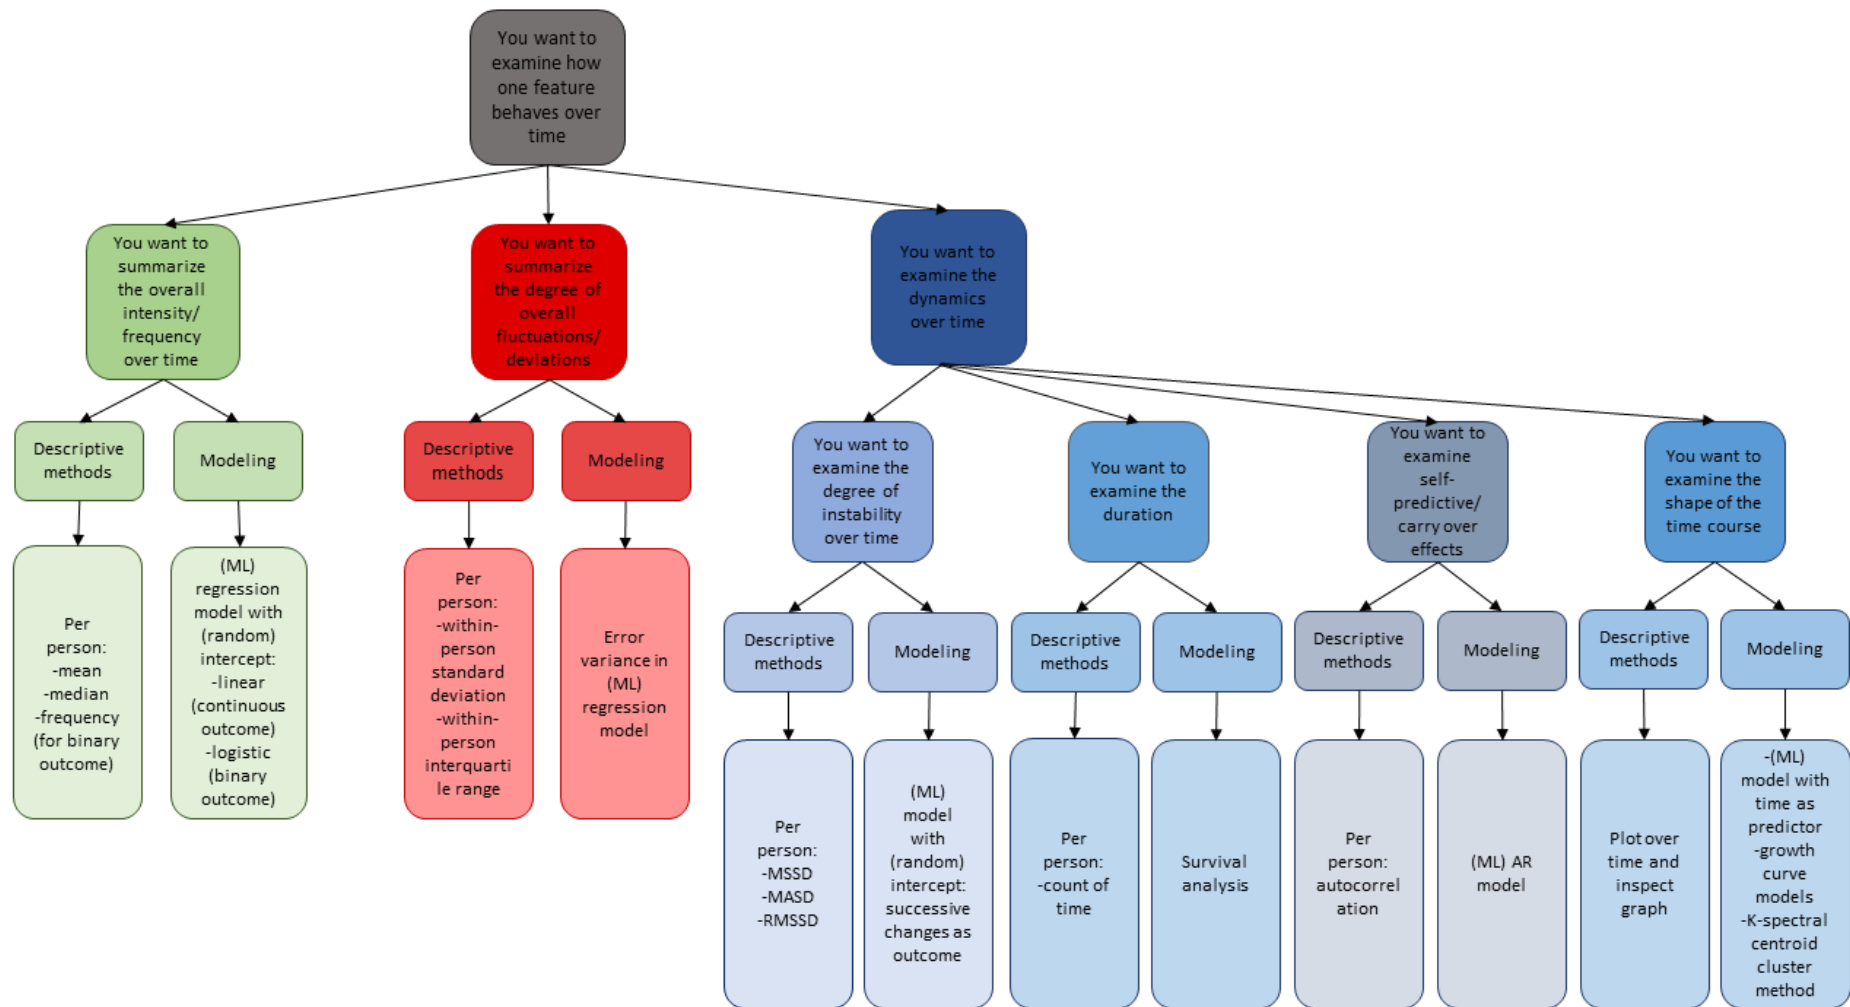 You want to
examine how
one feature
behaves over
time
You want to
summarize
the overall
intensity/
frequency
over time
You want to
summarize
the degree of
overall
fluctuations/
deviations
You want to
examine the
dynamics
over time
Descriptive
methods
Modeling
Descriptive
methods
Modeling
You want to
examine the
degree of
instability
over time
You want to
examine the
duration
You want to
examine
self-
predictive/
carry over
effects
You want to
examine the
shape of the
time course
Per
person:
-mean
-median
-frequency
(for binary
outcome)
(ML)
regression
model with
(random)
intercept:
-linear
(continuous
outcome)
-logistic
(binary
outcome)
Per
person:
-within-
person
standard
deviation
-within-
person
interquarti
le range
Error
variance in
(ML)
regression
model
Descriptive
methods
Modeling
Descriptive
methods
Modeling
Descriptive
methods
Modeling
Descriptive
methods
Modeling
Per
person:
-MSSD
-MASD
-RMSSD
(ML)
model
with
(random)
intercept:
successive
changes as
outcome
Per
person:
-count of
time
Survival
analysis
Per
person:
autocorrel
ation
(ML) AR
model
Plot over
time and
inspect
graph
-(ML)
model with
time as
predictor
-growth
curve
models
-K-spectral
centroid
cluster
method